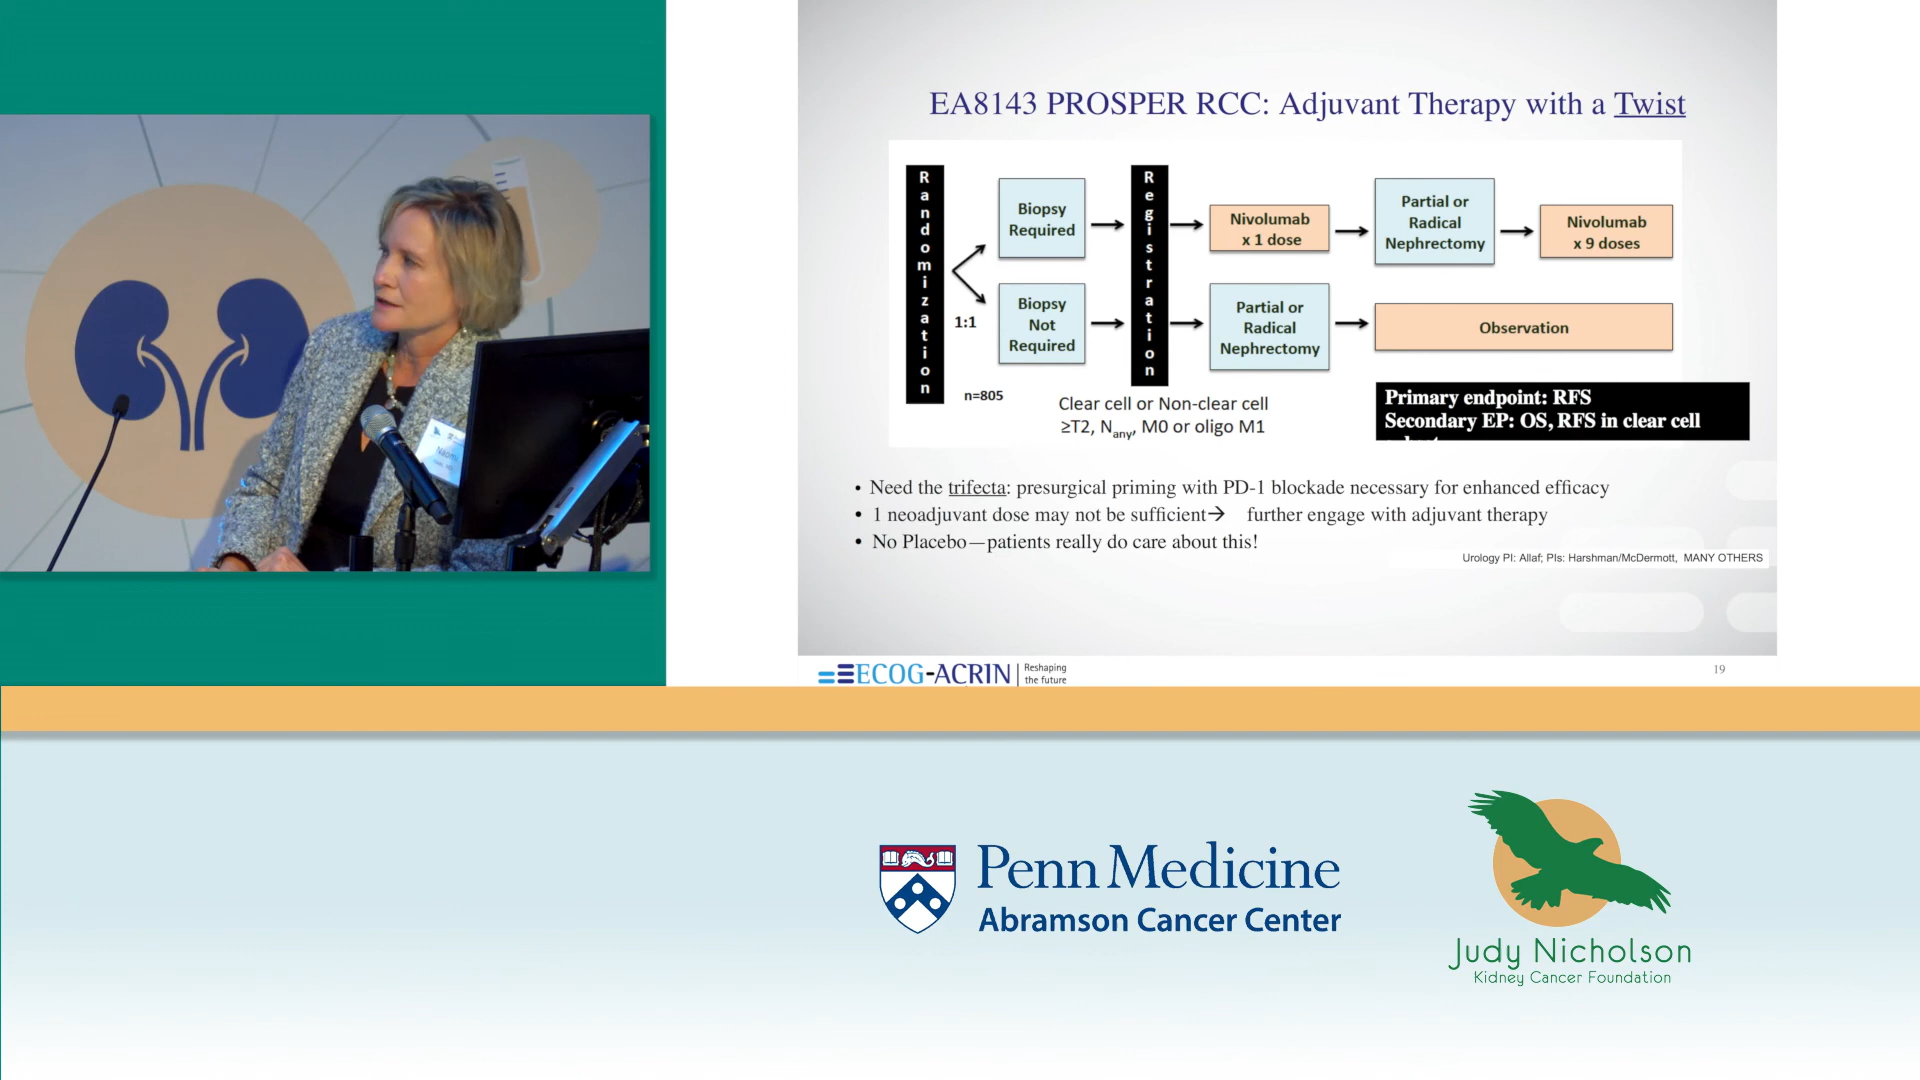 Naomi
EA8143 PROSPER RCC: Adjuvant Therapy with a Twist
Randomization
1:1
n=805
Biopsy
Required
Biopsy
Not
Required
Registration
Nivolumab
x 1 dose
Partial or
Radical
Nephrectomy
Nivolumab
x 9 doses
Partial or
Radical
Nephrectomy
Observation
Clear cell or Non-clear cell
≥T2, Nany, M0 or oligo M1
Primary endpoint: RFS
Secondary EP: OS, RFS in clear cell
• Need the trifecta: presurgical priming with PD-1 blockade necessary for enhanced efficacy
• 1 neoadjuvant dose may not be sufficient→ further engage with adjuvant therapy
• No Placebo—patients really do care about this!
Urology PI: Allaf; PIs: Harshman/McDermott, MANY OTHERS
ECOG-ACRIN
Reshaping
the future
19
Penn Medicine
Abramson Cancer Center
Judy Nicholson
Kidney Cancer Foundation